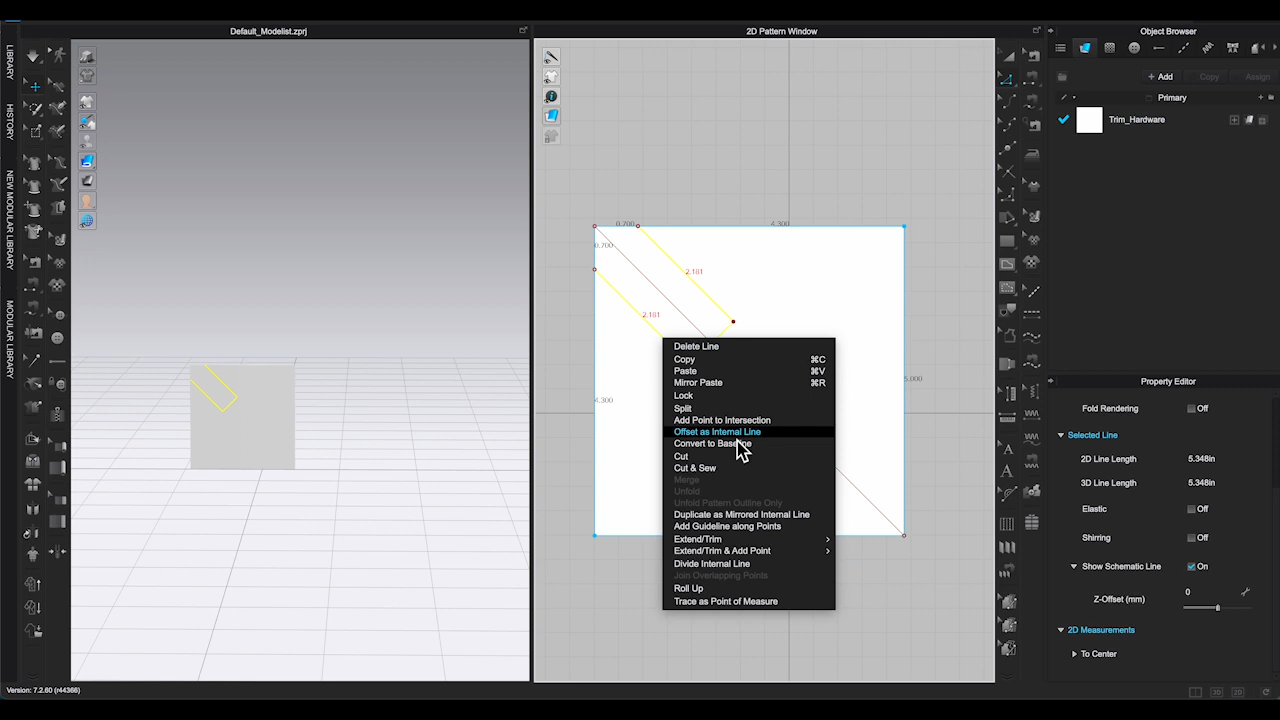 Default_Modelist.zprj
2D Pattern Window
Object Browser
LIBRARY
HISTORY
NEW MODULAR LIBRARY
MODULAR LIBRARY
+ Add
Copy
Assign
Primary
Trim_Hardware
0.700
4.300
0.700
2.181
2.181
4.300
5.000
Delete Line
Copy ⌘C
Paste ⌘V
Mirror Paste ⌘R
Lock
Split
Add Point to Intersection
Offset as Internal Line
Convert to Baseline
Cut
Cut & Sew
Merge
Unfold
Unfold Pattern Outline Only
Duplicate as Mirrored Internal Line
Add Guideline along Points
Extend/Trim
Extend/Trim & Add Point
Divide Internal Line
Join Overlapping Points
Roll Up
Trace as Point of Measure
Property Editor
Fold Rendering Off
Selected Line
2D Line Length 5.348in
3D Line Length 5.348in
Elastic Off
Shirring Off
Show Schematic Line On
Z-Offset (mm) 0
2D Measurements
To Center
Version: 7.2.60 (r44366)
3D
2D